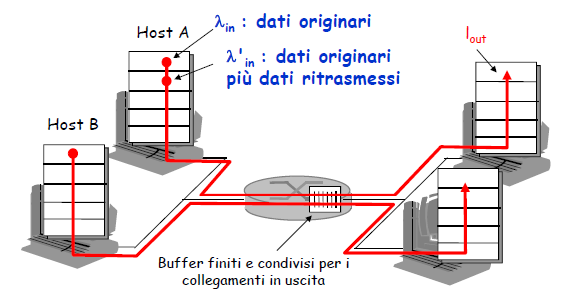 λin : dati originari
Host A
λ'in : dati originari
più dati ritrasmessi
lout
Host B
Buffer finiti e condivisi per i
collegamenti in uscita